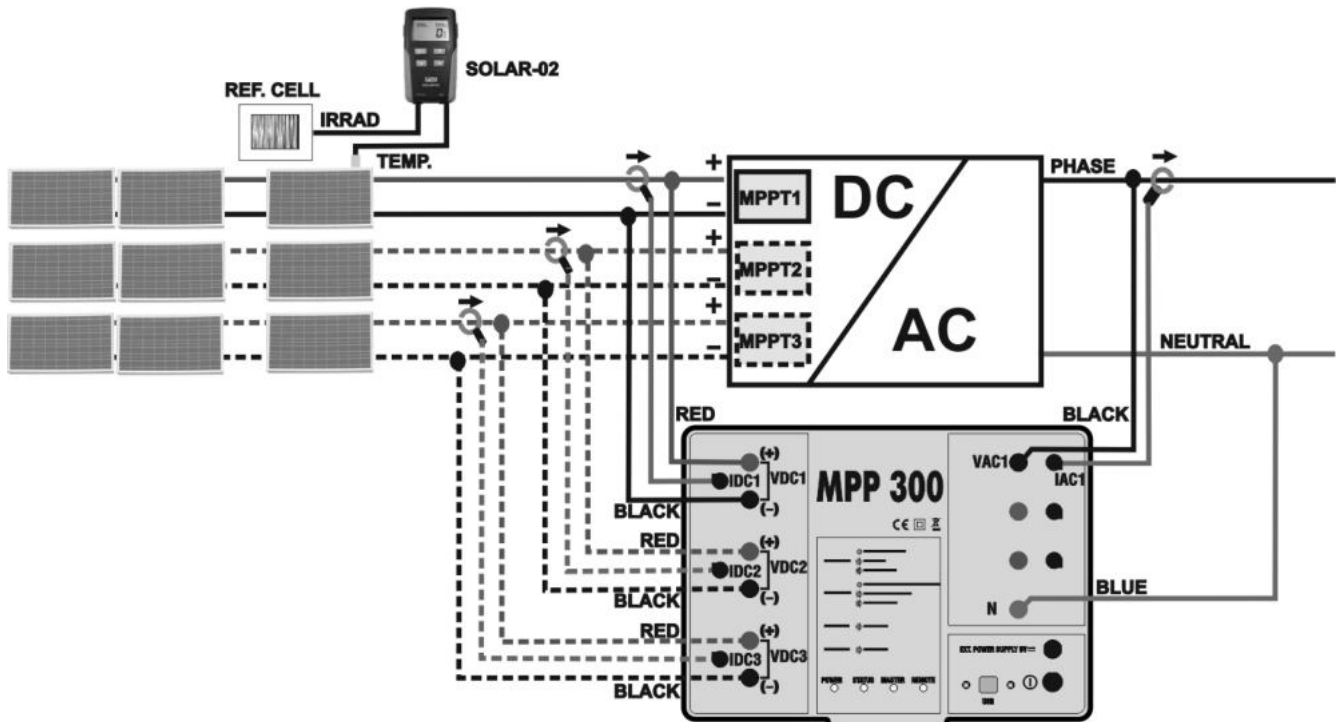 SOLAR-02
REF. CELL
IRRAD
TEMP.
+
–
+
–
+
–
MPPT1
MPPT2
MPPT3
DC
AC
PHASE
NEUTRAL
RED
BLACK
BLACK
RED
BLACK
RED
BLACK
BLUE
(+)
IDC1
VDC1
(–)
(+)
IDC2
VDC2
(–)
(+)
IDC3
VDC3
(–)
MPP 300
CE
POWER STATUS MASTER REMOTE
VAC1
IAC1
N
EXT. POWER SUPPLY 5V
USB